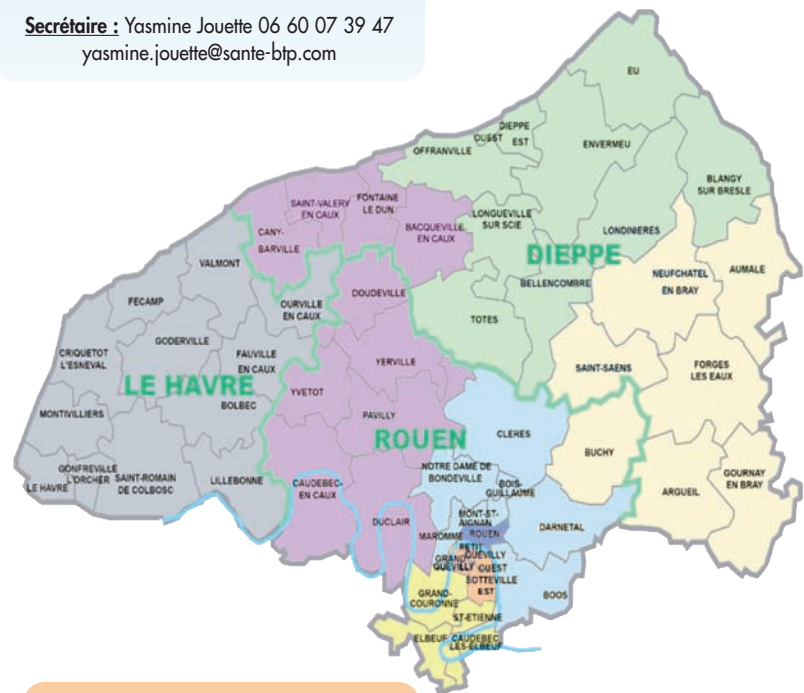 Secrétaire : Yasmine Jouette 06 60 07 39 47
yasmine.jouette@sante-btp.com
EU
DIEPPE
OUEST
EST
OFFRANVILLE
ENVERMEU
BLANGY
SUR BRESLE
SAINT-VALERY
EN CAUX
FONTAINE
LE DUN
CANY-
BARVILLE
BACQUEVILLE
EN CAUX
LONGUEVILLE
SUR SCIE
LONDINIERES
DIEPPE
VALMONT
NEUFCHATEL
EN BRAY
AUMALE
BELLENCOMBRE
DOUDEVILLE
FECAMP
OURVILLE
EN CAUX
TOTES
GODERVILLE
CRIQUETOT
L'ESNEVAL
FAUVILLE
EN CAUX
YERVILLE
SAINT-SAENS
FORGES
LES EAUX
LE HAVRE
YVETOT
BOLBEC
MONTIVILLIERS
PAVILLY
ROUEN
CLERES
BUCHY
GONFREVILLE
L'ORCHER
LE HAVRE
SAINT-ROMAIN
DE COLBOSC
LILLEBONNE
CAUDEBEC-
EN CAUX
NOTRE DAME DE
BONDEVILLE
BOIS-
GUILLAUME
GOURNAY
EN BRAY
ARGUEIL
DUCLAIR
MONT-ST-
AIGNAN
MAROMME
ROUEN
DARNETAL
PETIT
QUEVILLY
GRAND
QUEVILLY
OUEST
SOTTEVILLE
EST
GRAND-
COURONNE
BOOS
ST-ETIENNE
ELBEUF
CAUDEBEC
LES-ELBEUF